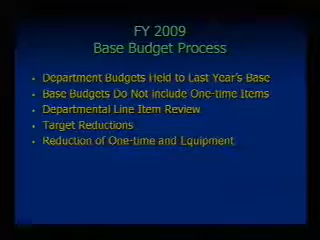 FY 2009
Base Budget Process
• Department Budgets Held to Last Year's Base
• Base Budgets Do Not Include One-time Items
• Departmental Line Item Review
• Target Reductions
• Reduction of One-time and Equipment